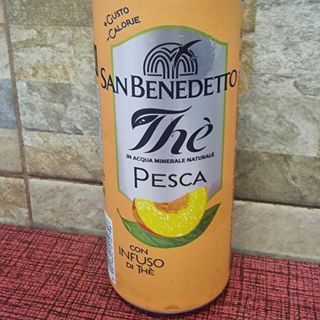 +GUSTO
-CALORIE
SAN BENEDETTO
Thè
IN ACQUA MINERALE NATURALE
PESCA
CON
INFUSO
DI THÈ